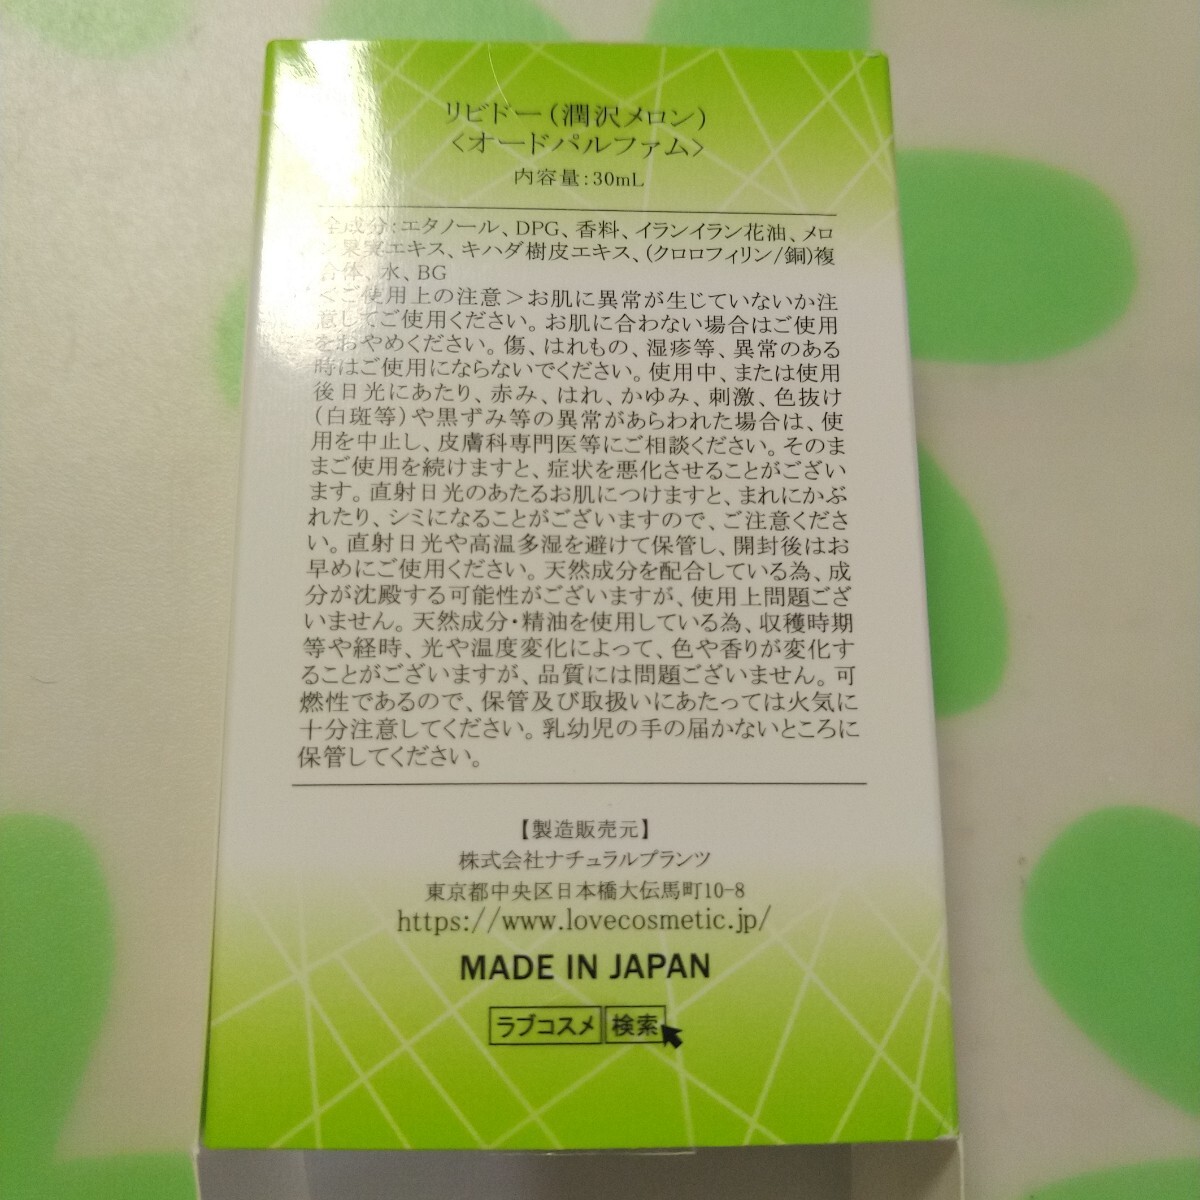 リビドー(潤沢メロン)
<オードパルファム>
内容量:30mL
全成分:エタノール、DPG、香料、イランイラン花油、メロ
ン果実エキス、キハダ樹皮エキス、(クロロフィリン/銅)複
合体、水、BG
<ご使用上の注意>お肌に異常が生じていないか注
意してご使用ください。お肌に合わない場合はご使用
をおやめください。傷、はれもの、湿疹等、異常のある
時はご使用にならないでください。使用中、または使用
後日光にあたり、赤み、はれ、かゆみ、刺激、色抜け
(白斑等)や黒ずみ等の異常があらわれた場合は、使
用を中止し、皮膚科専門医等にご相談ください。そのま
まご使用を続けますと、症状を悪化させることがござい
ます。直射日光のあたるお肌につけますと、まれにかぶ
れたり、シミになることがございますので、ご注意くださ
い。直射日光や高温多湿を避けて保管し、開封後はお
早めにご使用ください。天然成分を配合している為、成
分が沈殿する可能性がございますが、使用上問題ござ
いません。天然成分・精油を使用している為、収穫時期
等や経時、光や温度変化によって、色や香りが変化す
ることがございますが、品質には問題ございません。可
燃性であるので、保管及び取扱いにあたっては火気に
十分注意してください。乳幼児の手の届かないところに
保管してください。
【製造販売元】
株式会社ナチュラルプランツ
東京都中央区日本橋大伝馬町10-8
https://www.lovecosmetic.jp/
MADE IN JAPAN
ラブコスメ 検索